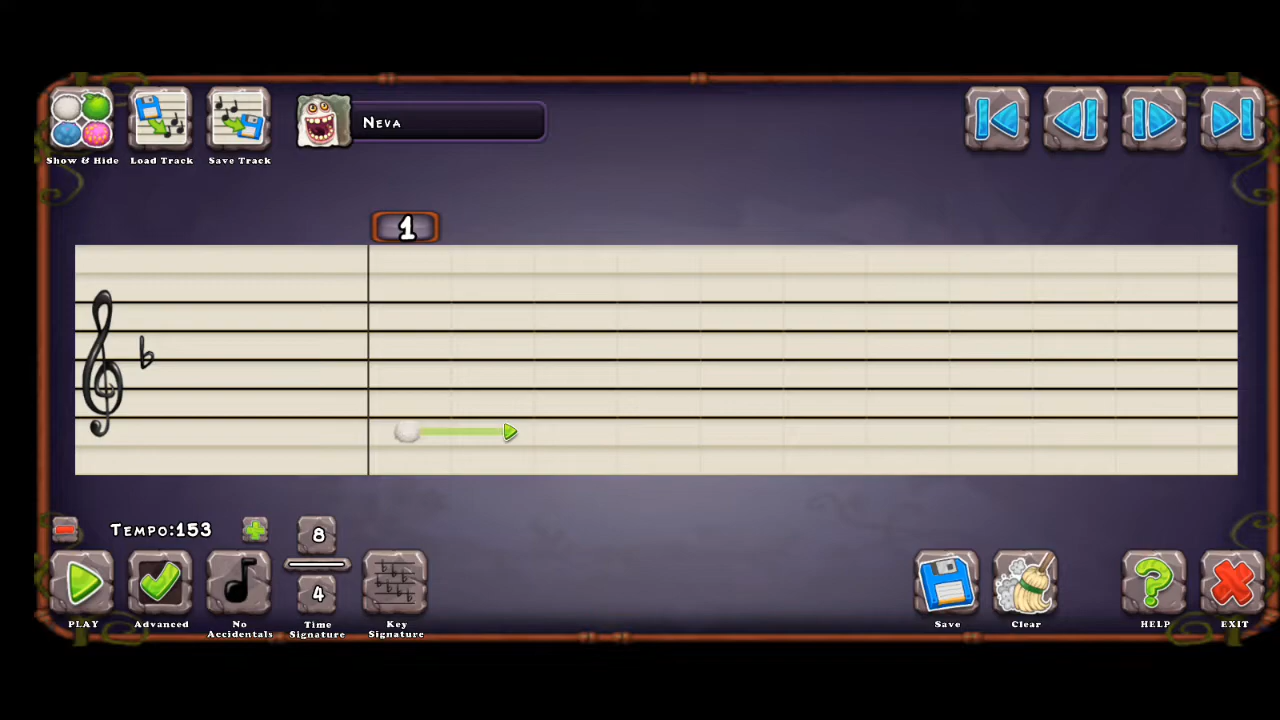 Show & Hide
Load Track
Save Track
Neva
1
Tempo:153
8
4
PLAY
Advanced
No
Accidentals
Time
Signature
Key
Signature
Save
Clear
HELP
EXIT